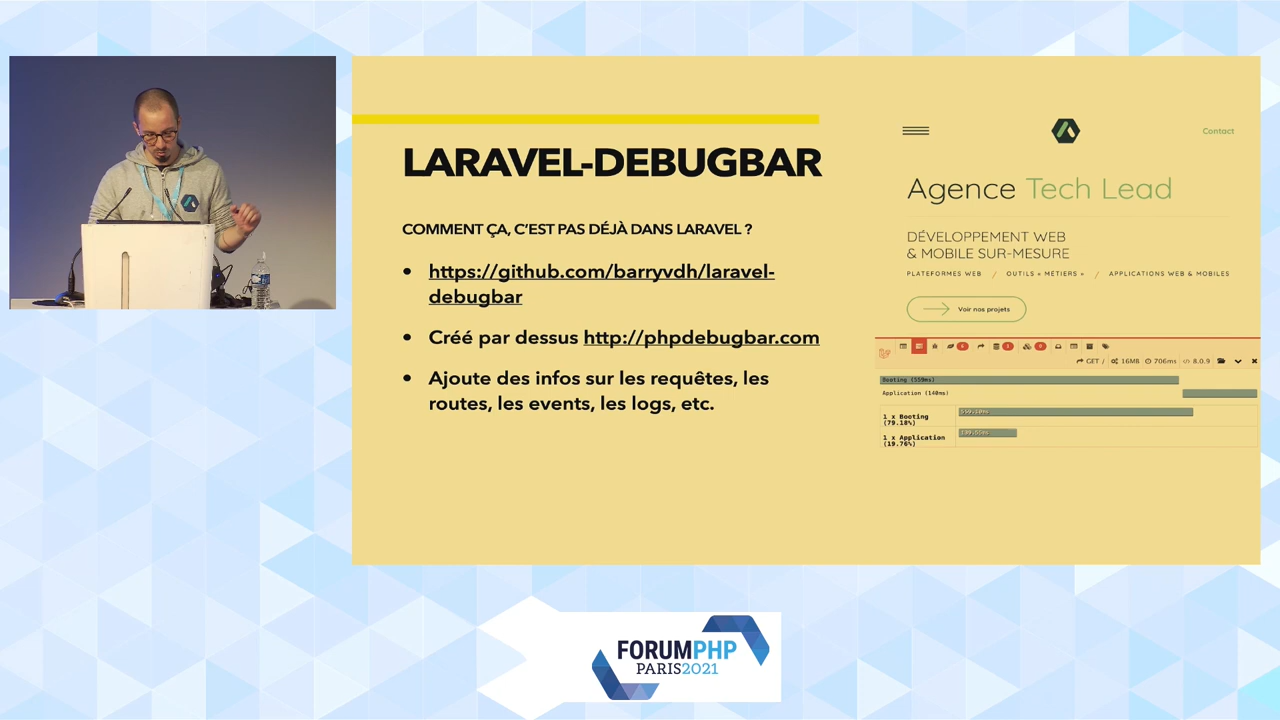 LARAVEL-DEBUGBAR
COMMENT ÇA, C'EST PAS DÉJÀ DANS LARAVEL ?
• https://github.com/barryvdh/laravel-
debugbar
• Créé par dessus http://phpdebugbar.com
• Ajoute des infos sur les requêtes, les
routes, les events, les logs, etc.
Contact
Agence Tech Lead
DÉVELOPPEMENT WEB
& MOBILE SUR-MESURE
PLATEFORMES WEB / OUTILS « MÉTIERS » / APPLICATIONS WEB & MOBILES
Voir nos projets
GET / 16MB 706ms 8.0.9
Booting (559ms)
Application (140ms)
1 x Booting
(79.18%)
1 x Application
(19.76%)
FORUMPHP
PARIS2021